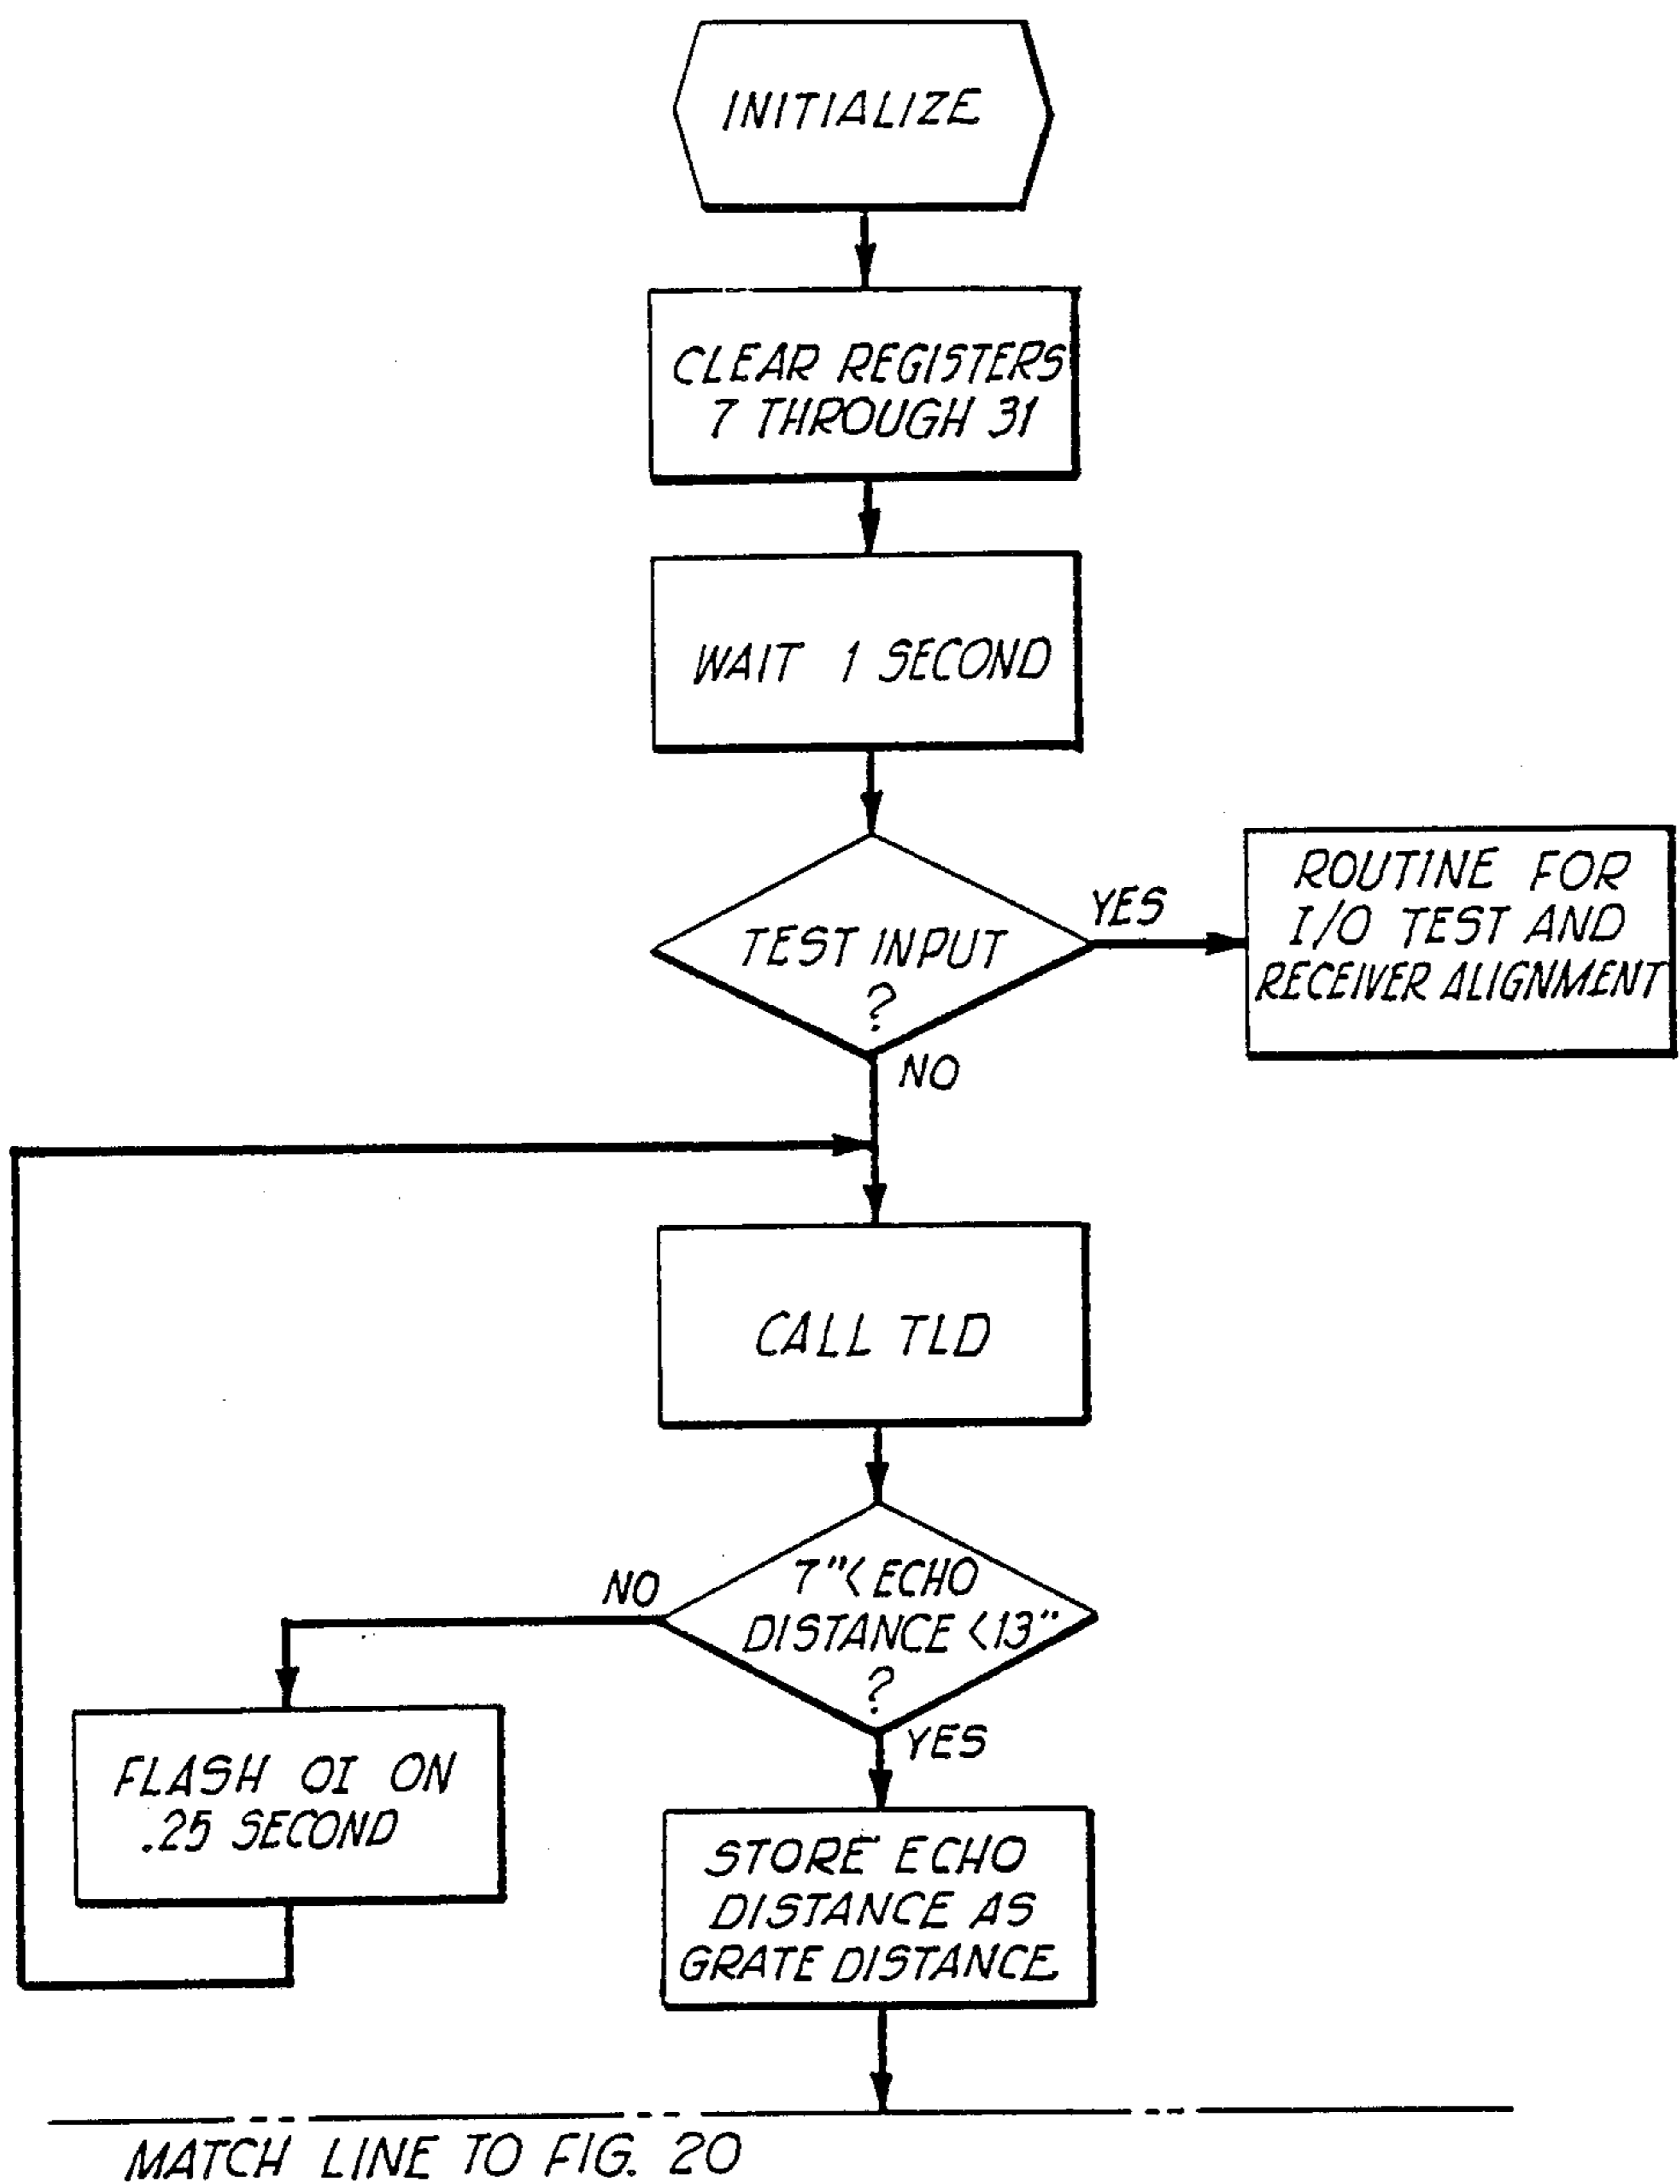 INITIALIZE
CLEAR REGISTERS
7 THROUGH 31
WAIT 1 SECOND
TEST INPUT
?
YES
ROUTINE FOR
I/O TEST AND
RECEIVER ALIGNMENT
NO
CALL TLD
7"< ECHO
DISTANCE <13"
?
NO
YES
FLASH OI ON
.25 SECOND
STORE ECHO
DISTANCE AS
GRATE DISTANCE
MATCH LINE TO FIG. 20